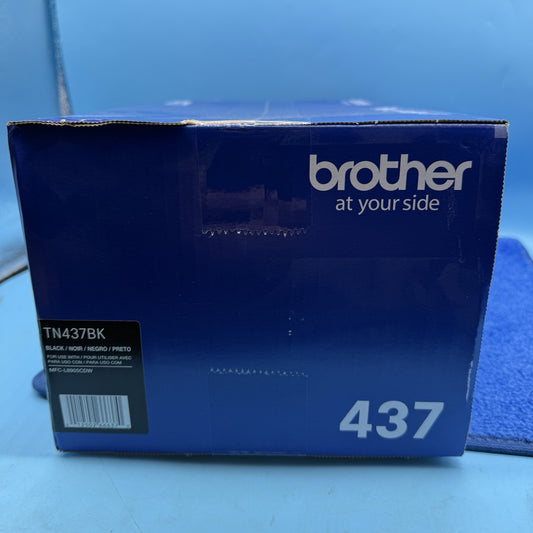 brother
at your side
TN437BK
BLACK / NOIR / NEGRO / PRETO
FOR USE WITH / POUR UTILISER AVEC
PARA USO CON / PARA USO COM
MFC-L8905CDW
437